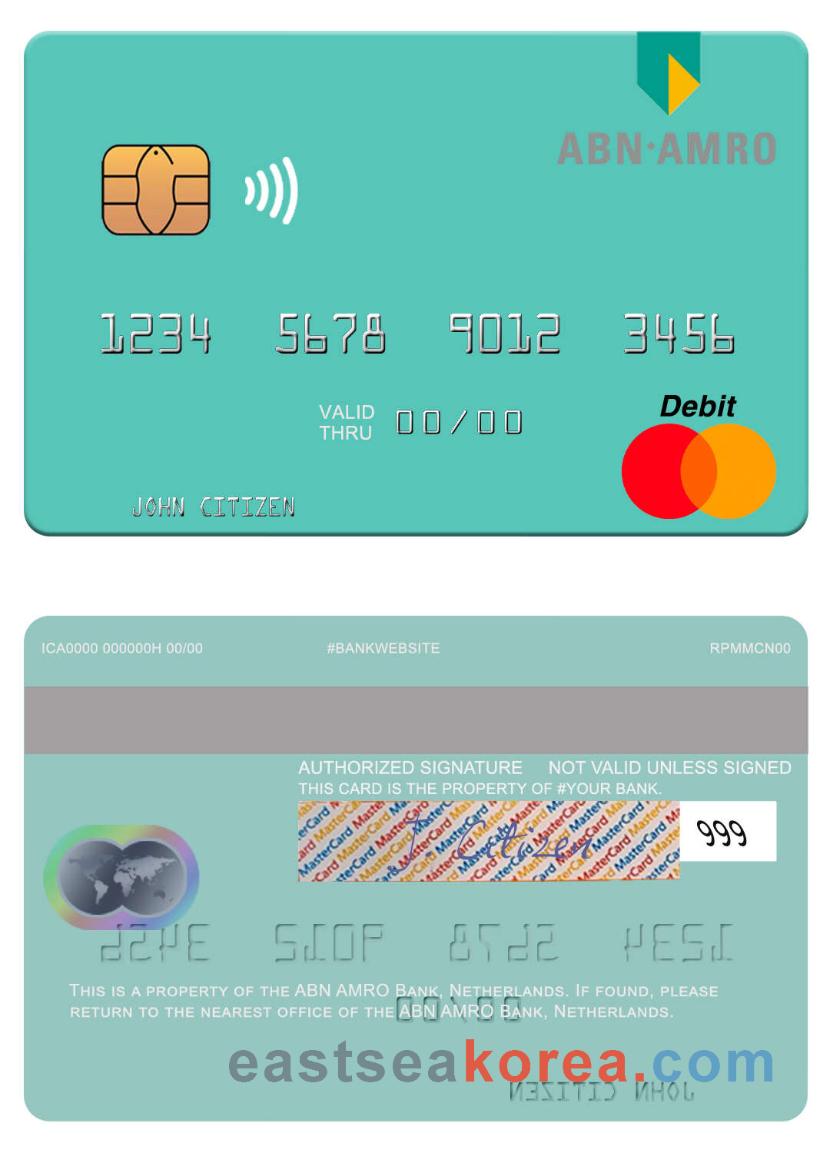 ABN·AMRO
1234 5678 9012 3456
VALID THRU 00/00
Debit
JOHN CITIZEN
ICA0000 000000H 00/00 #BANKWEBSITE RPMMCN00
AUTHORIZED SIGNATURE NOT VALID UNLESS SIGNED
THIS CARD IS THE PROPERTY OF #YOUR BANK.
MasterCard MasterCard MasterCard
J. Citizen
999
THIS IS A PROPERTY OF THE ABN AMRO BANK, NETHERLANDS. IF FOUND, PLEASE
RETURN TO THE NEAREST OFFICE OF THE ABN AMRO BANK, NETHERLANDS.
eastseakorea.com